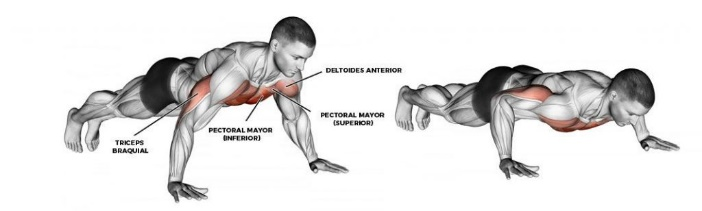 DELTOIDES ANTERIOR
PECTORAL MAYOR
(SUPERIOR)
PECTORAL MAYOR
(INFERIOR)
TRICEPS
BRAQUIAL